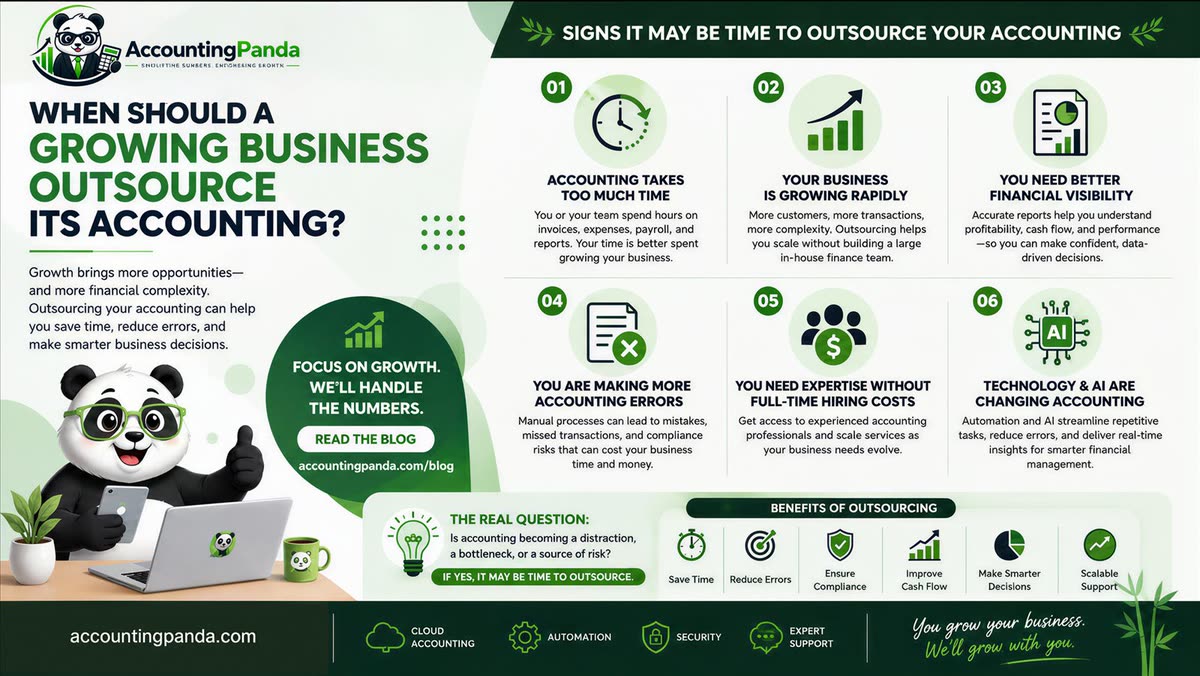 AccountingPanda
WHEN SHOULD A
GROWING BUSINESS
OUTSOURCE
ITS ACCOUNTING?
Growth brings more opportunities—
and more financial complexity.
Outsourcing your accounting can help
you save time, reduce errors, and
make smarter business decisions.
FOCUS ON GROWTH.
WE'LL HANDLE
THE NUMBERS.
READ THE BLOG
accountingpanda.com/blog
SIGNS IT MAY BE TIME TO OUTSOURCE YOUR ACCOUNTING
01
ACCOUNTING TAKES
TOO MUCH TIME
You or your team spend hours on
invoices, expenses, payroll, and
reports. Your time is better spent
growing your business.
02
YOUR BUSINESS
IS GROWING RAPIDLY
More customers, more transactions,
more complexity. Outsourcing helps
you scale without building a large
in-house finance team.
03
YOU NEED BETTER
FINANCIAL VISIBILITY
Accurate reports help you understand
profitability, cash flow, and performance
—so you can make confident, data-
driven decisions.
04
YOU ARE MAKING MORE
ACCOUNTING ERRORS
Manual processes can lead to mistakes,
missed transactions, and compliance
risks that can cost your business
time and money.
05
$
YOU NEED EXPERTISE WITHOUT
FULL-TIME HIRING COSTS
Get access to experienced accounting
professionals and scale services as
your business needs evolve.
06
AI
TECHNOLOGY & AI ARE
CHANGING ACCOUNTING
Automation and AI streamline repetitive
tasks, reduce errors, and deliver real-time
insights for smarter financial
management.
THE REAL QUESTION:
Is accounting becoming a distraction,
a bottleneck, or a source of risk?
IF YES, IT MAY BE TIME TO OUTSOURCE.
BENEFITS OF OUTSOURCING
Save Time
Reduce Errors
Ensure
Compliance
Improve
Cash Flow
Make Smarter
Decisions
Scalable
Support
accountingpanda.com
CLOUD
ACCOUNTING
AUTOMATION
SECURITY
EXPERT
SUPPORT
You grow your business.
We'll grow with you.